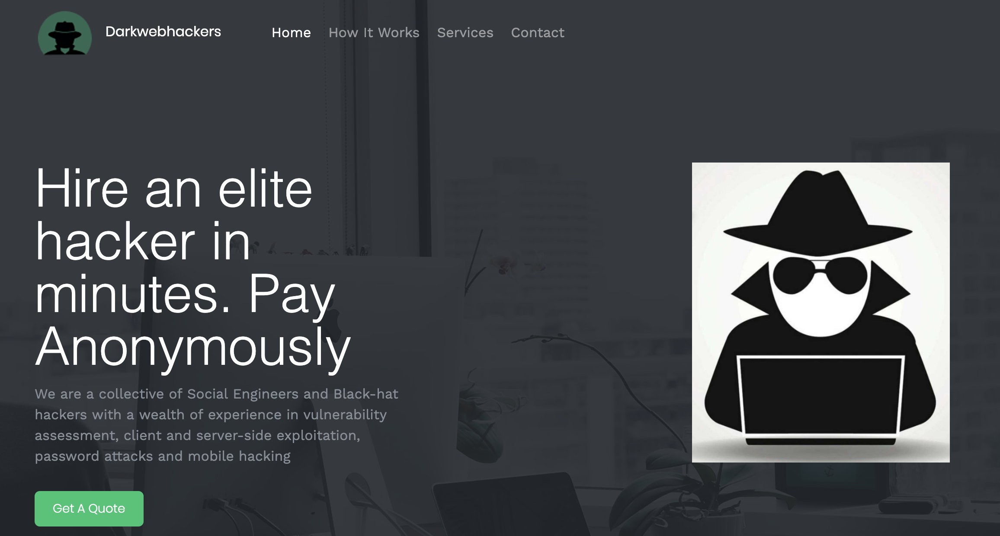 Darkwebhackers
Home How It Works Services Contact
Hire an elite
hacker in
minutes. Pay
Anonymously
We are a collective of Social Engineers and Black-hat
hackers with a wealth of experience in vulnerability
assessment, client and server-side exploitation,
password attacks and mobile hacking
Get A Quote